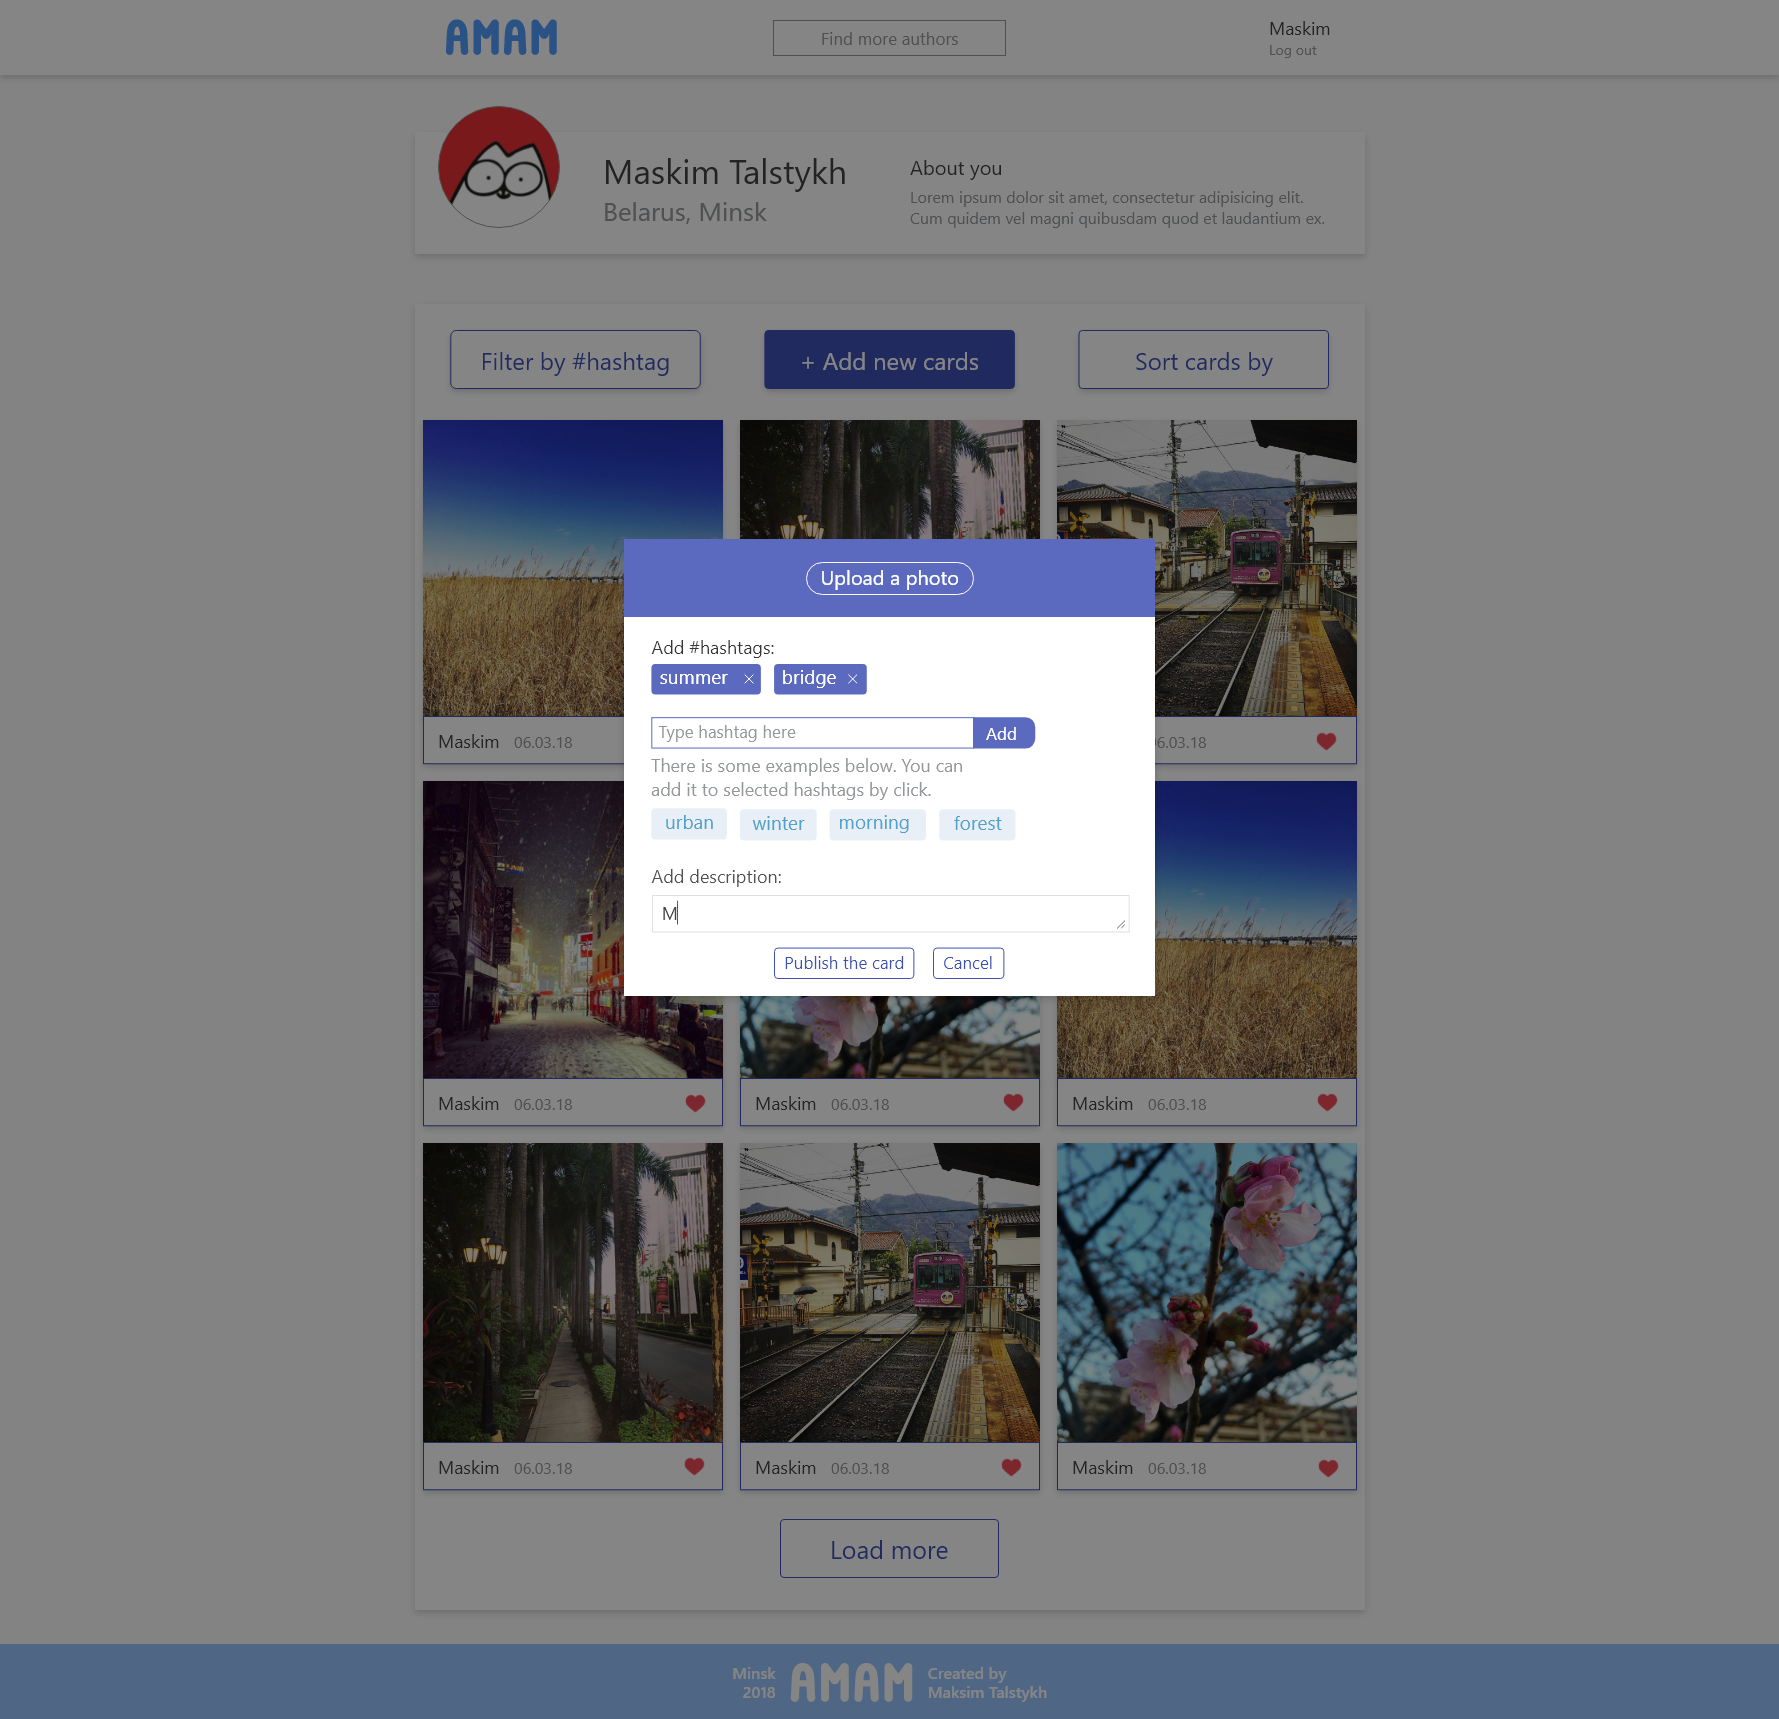 AMAM
Find more authors
Maskim
Log out
Maskim Talstykh
Belarus, Minsk
About you
Lorem ipsum dolor sit amet, consectetur adipisicing elit.
Cum quidem vel magni quibusdam quod et laudantium ex.
Filter by #hashtag
+ Add new cards
Sort cards by
Upload a photo
Add #hashtags:
summer ×
bridge ×
Type hashtag here
Add
There is some examples below. You can
add it to selected hashtags by click.
urban
winter
morning
forest
Add description:
M
Publish the card
Cancel
Maskim 06.03.18
06.03.18
Maskim 06.03.18
Maskim 06.03.18
Maskim 06.03.18
Maskim 06.03.18
Maskim 06.03.18
Maskim 06.03.18
Load more
Minsk
2018
AMAM
Created by
Maksim Talstykh